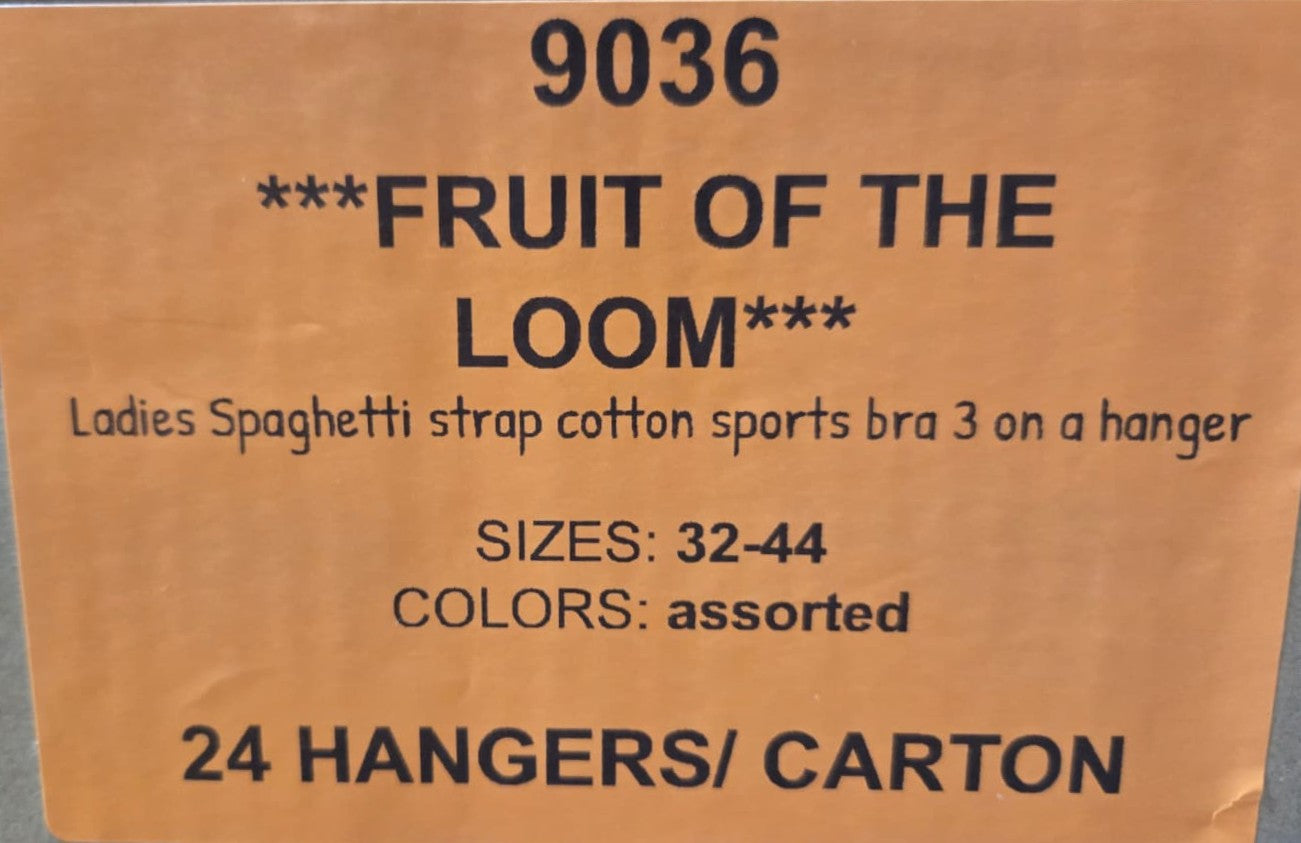 9036
***FRUIT OF THE
LOOM***
Ladies Spaghetti strap cotton sports bra 3 on a hanger
SIZES: 32-44
COLORS: assorted
24 HANGERS/ CARTON